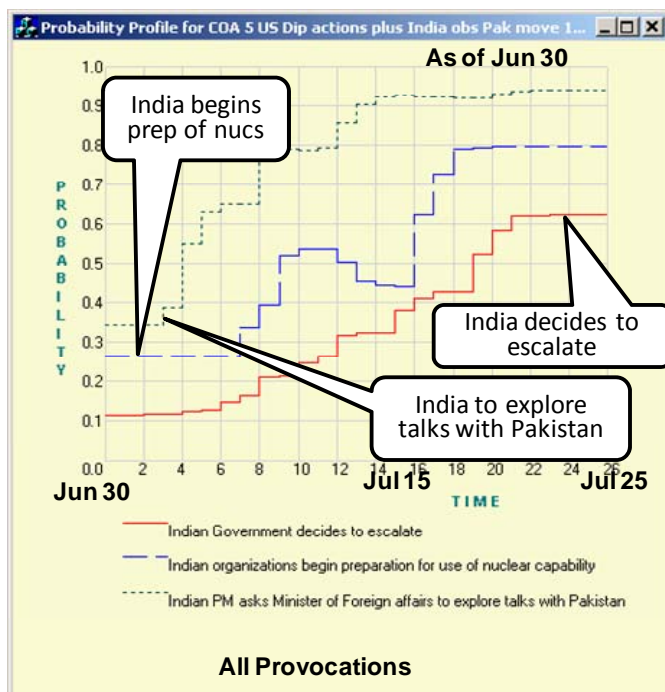 Probability Profile for COA 5 US Dip actions plus India obs Pak move 1...
As of Jun 30
1.0
0.9
0.8
0.7
0.6
0.5
0.4
0.3
0.2
0.1
0.0
PROBABILITY
India begins
prep of nucs
India decides to
escalate
India to explore
talks with Pakistan
2 4 6 8 10 12 14 16 18 20 22 24 26
Jun 30 Jul 15 Jul 25
TIME
Indian Government decides to escalate
Indian organizations begin preparation for use of nuclear capability
Indian PM asks Minister of Foreign affairs to explore talks with Pakistan
All Provocations